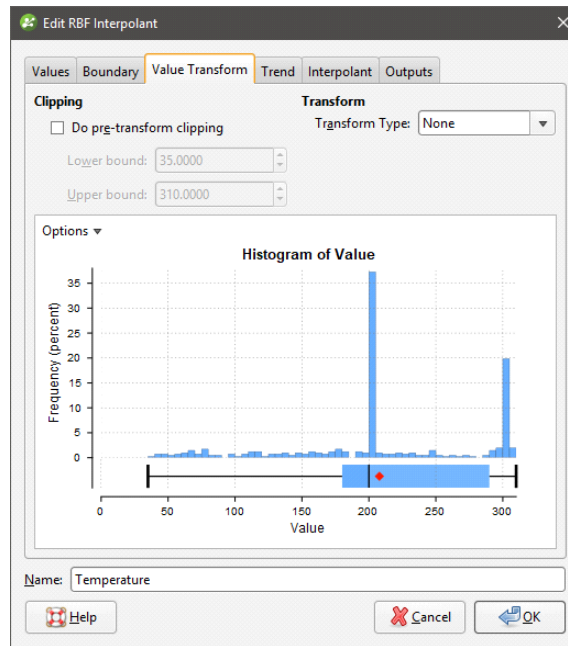 Edit RBF Interpolant
Values Boundary Value Transform Trend Interpolant Outputs
Clipping Transform
Do pre-transform clipping Transform Type: None
Lower bound: 35.0000
Upper bound: 310.0000
Options
Histogram of Value
Frequency (percent)
35
30
25
20
15
10
5
0
0 50 100 150 200 250 300
Value
Name: Temperature
Help Cancel OK